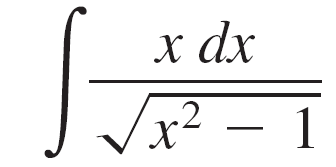 ∫ x dx / √(x² − 1)